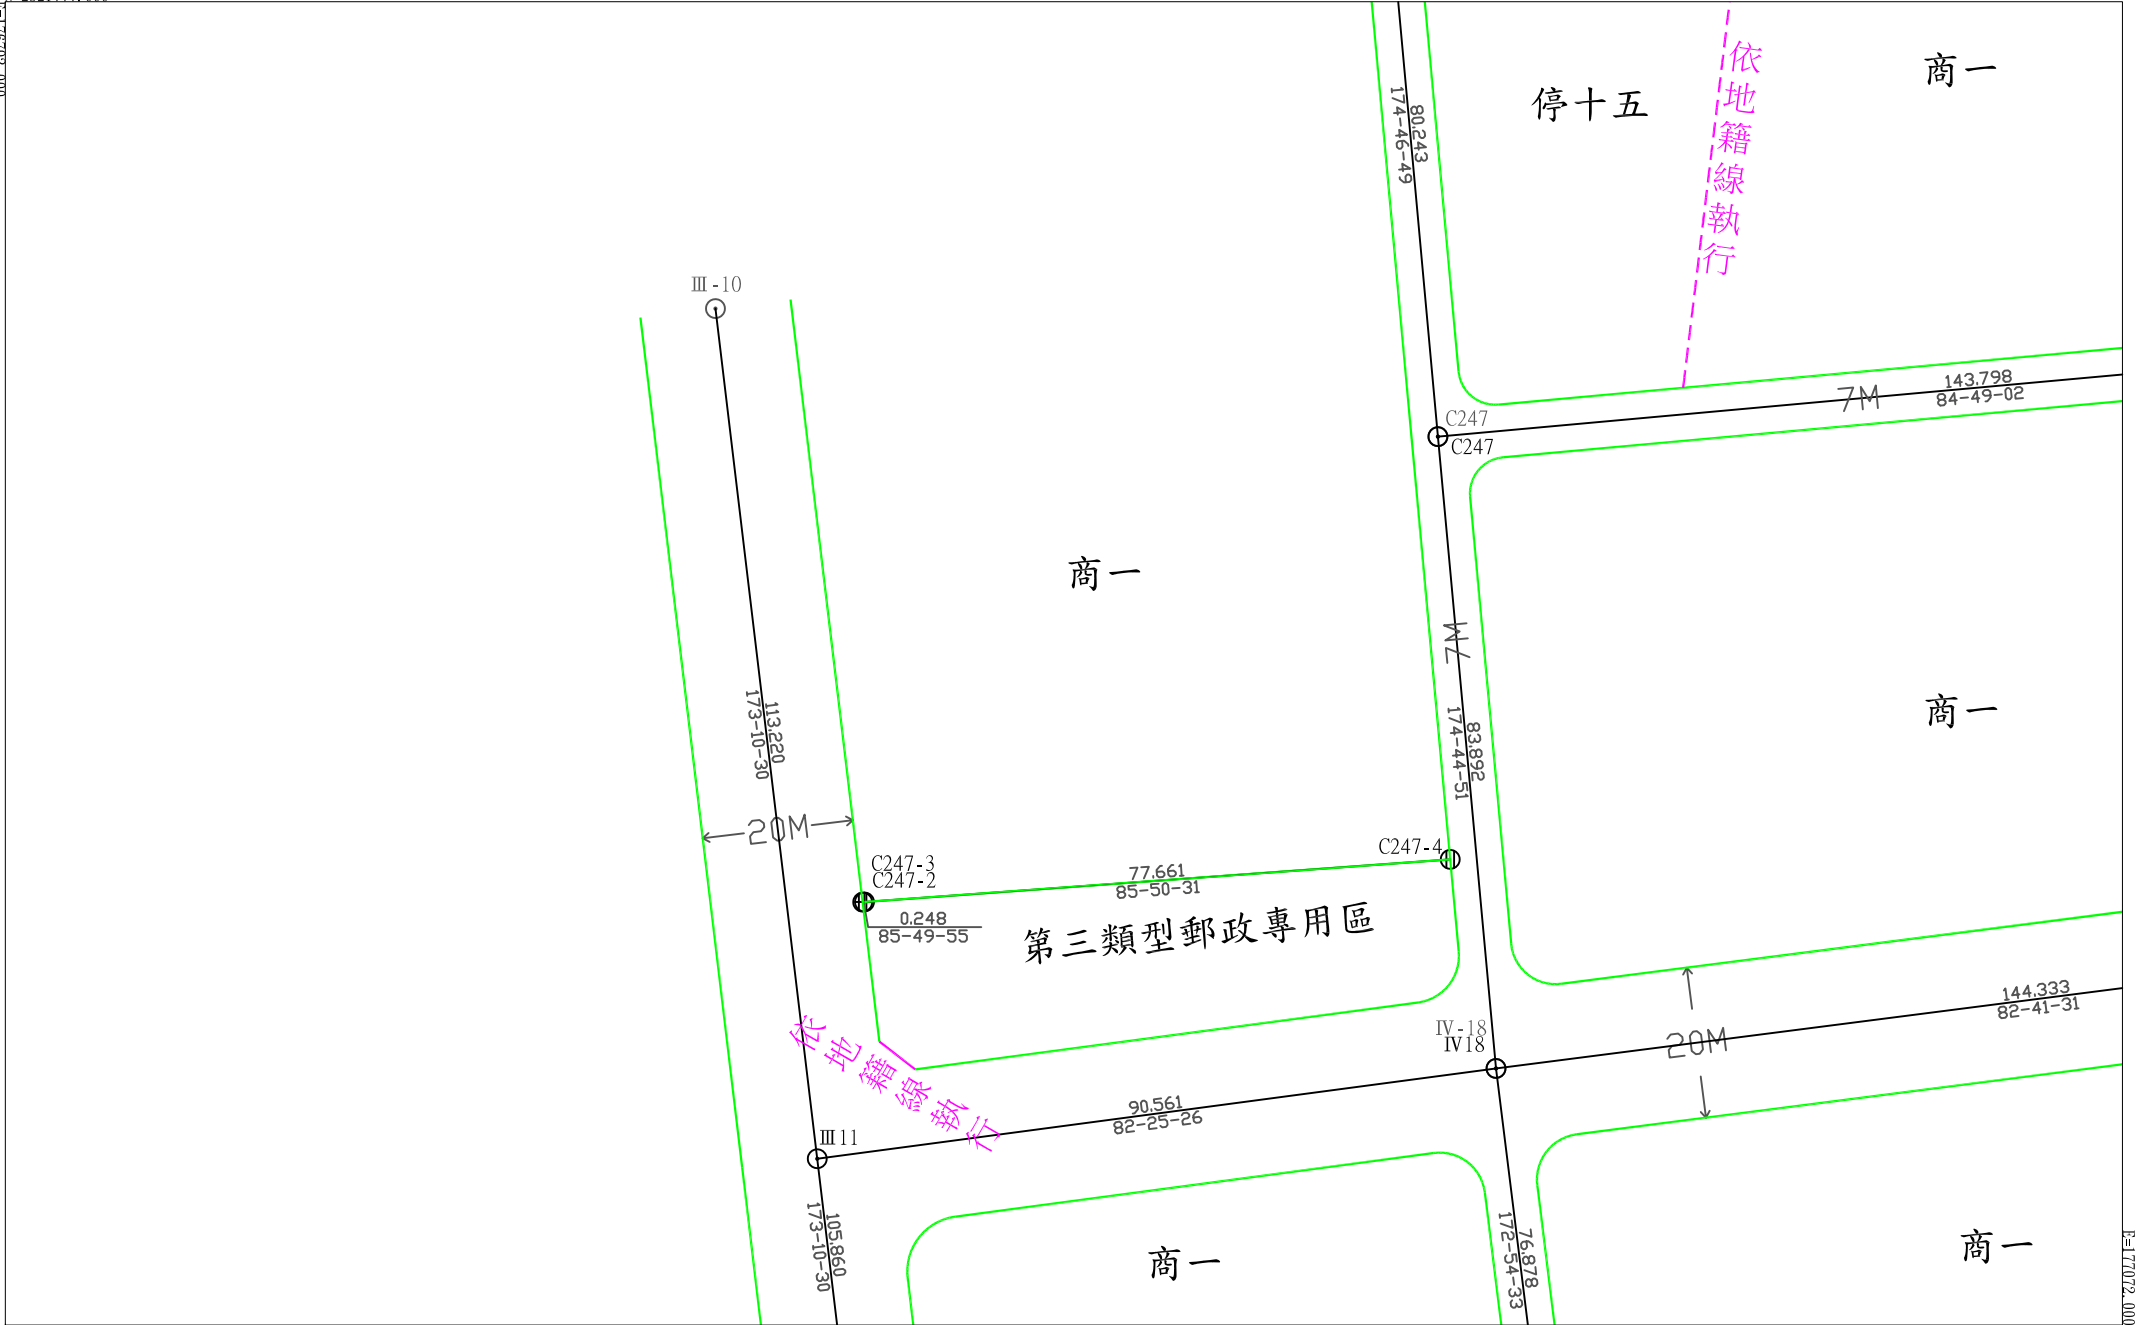 商一
停十五
依地籍線執行
80.243
174-46-49
Ⅲ-10
143.798
84-49-02
7M
C247
C247
商一
7M
113.220
173-10-30
83.892
174-44-51
商一
20M
C247-3
C247-2
C247-4
77.661
85-50-31
0.248
85-49-55
第三類型郵政專用區
144.333
82-41-31
Ⅳ-18
Ⅳ18
20M
依地籍線執行
90.561
82-25-26
Ⅲ11
105.860
173-10-30
76.878
172-54-33
商一
商一
E=177072.000